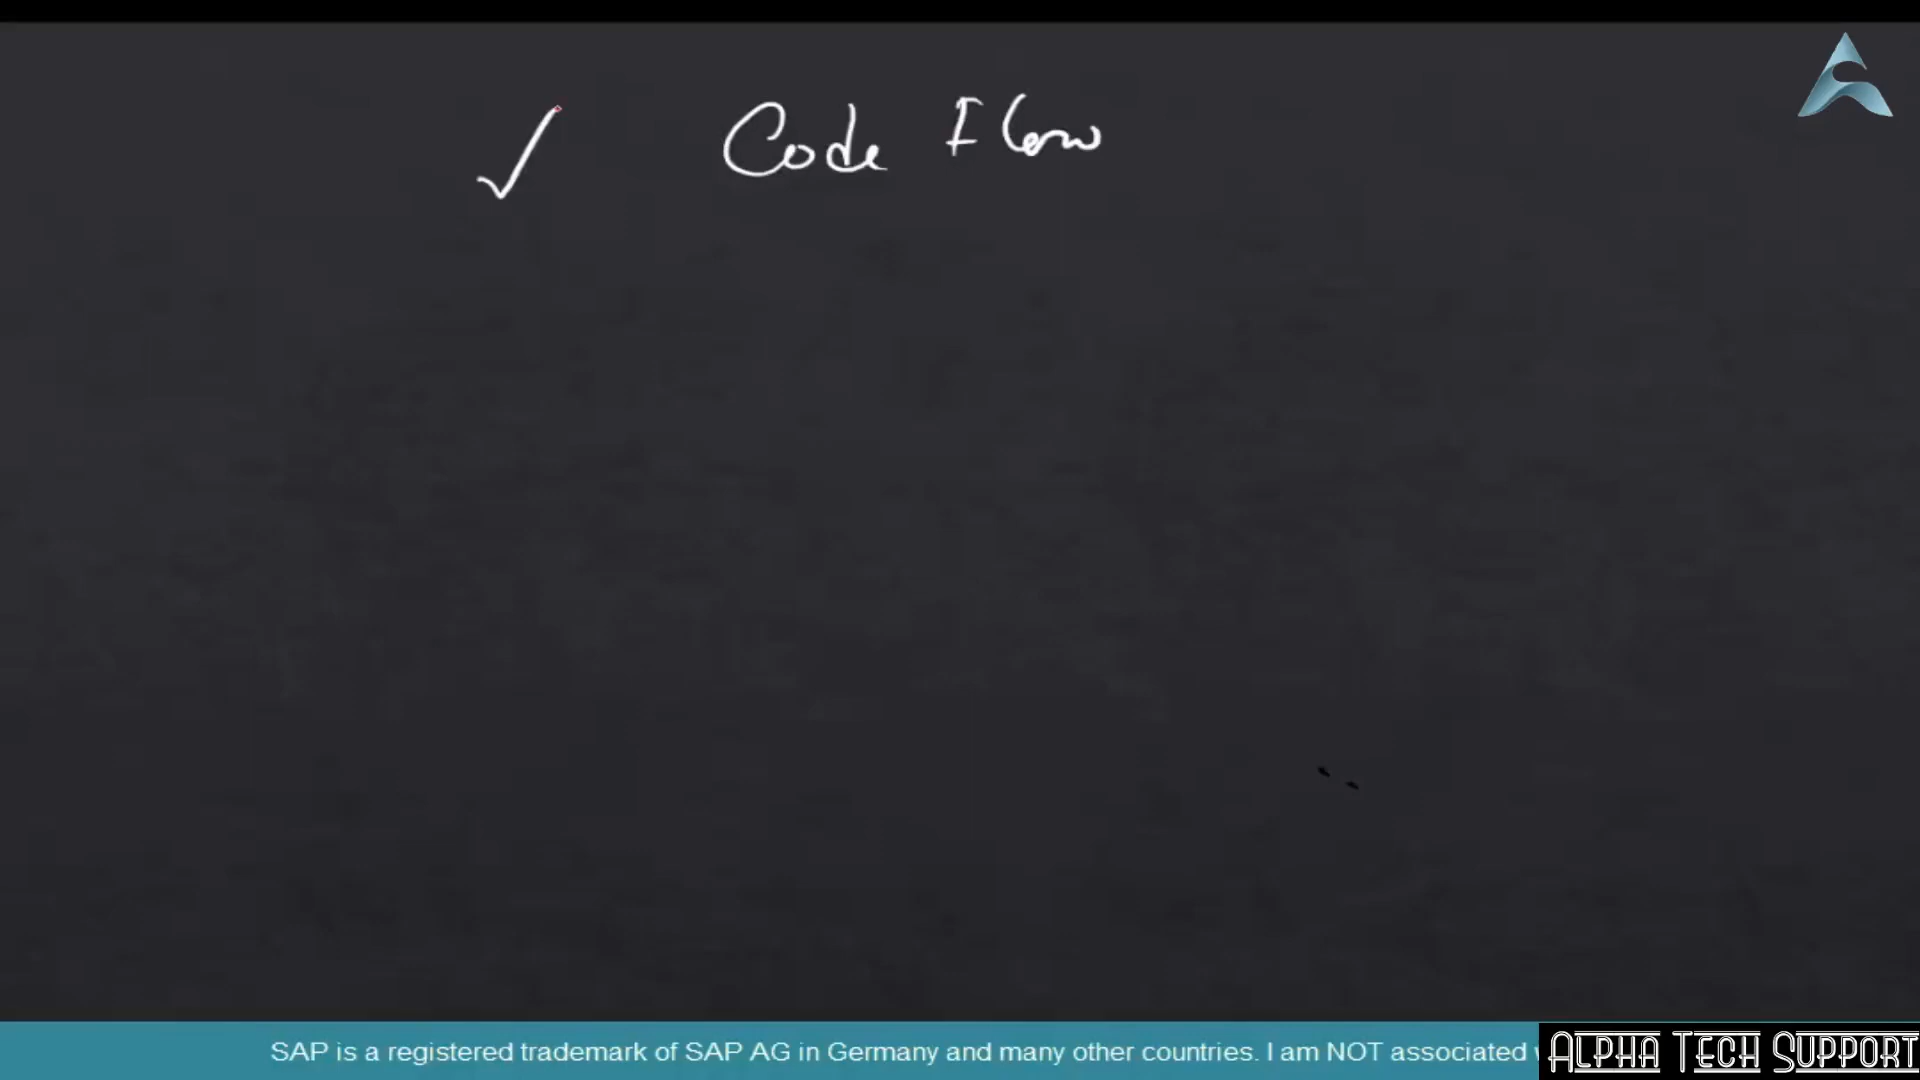 Code Flow
SAP is a registered trademark of SAP AG in Germany and many other countries. I am NOT associated
ALPHA TECH SUPPORT